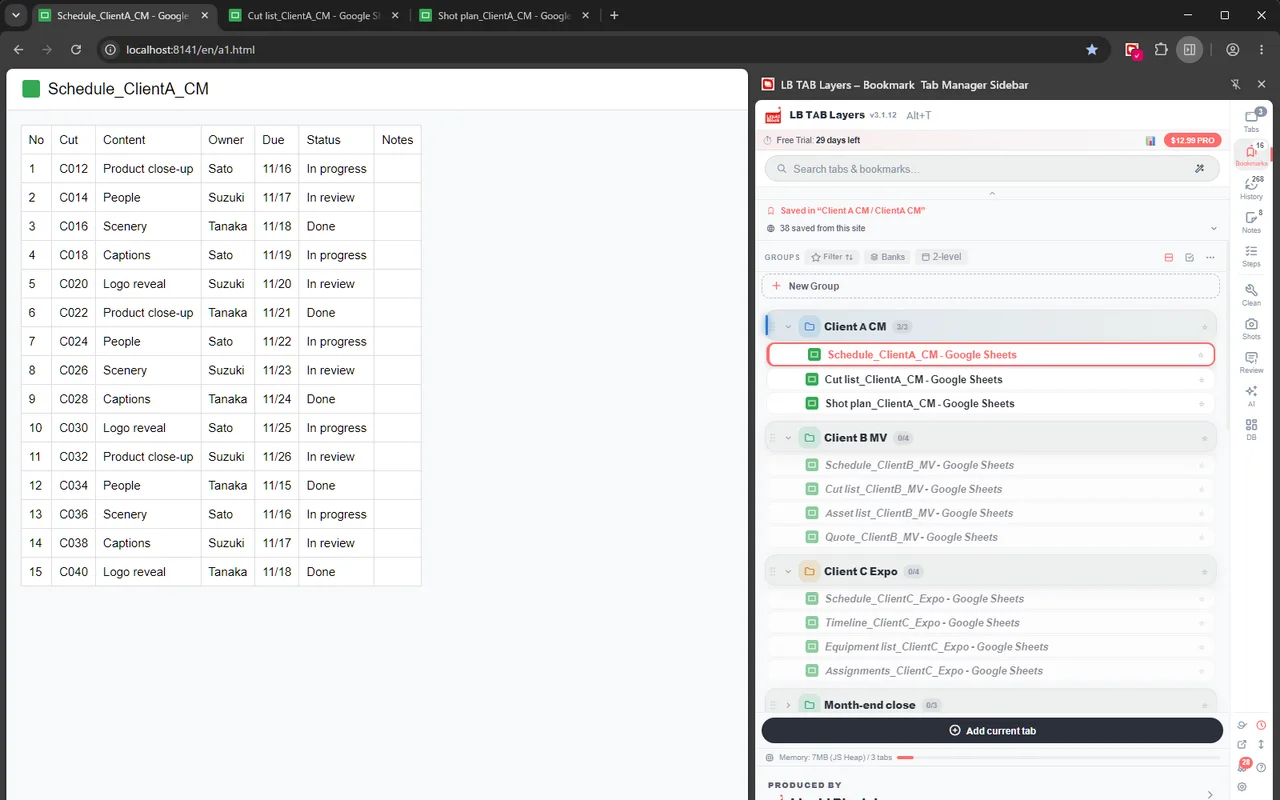 Schedule_ClientA_CM - Google
Cut list_ClientA_CM - Google S
Shot plan_ClientA_CM - Google
localhost:8141/en/a1.html
Schedule_ClientA_CM
No Cut Content Owner Due Status Notes
1 C012 Product close-up Sato 11/16 In progress
2 C014 People Suzuki 11/17 In review
3 C016 Scenery Tanaka 11/18 Done
4 C018 Captions Sato 11/19 In progress
5 C020 Logo reveal Suzuki 11/20 In review
6 C022 Product close-up Tanaka 11/21 Done
7 C024 People Sato 11/22 In progress
8 C026 Scenery Suzuki 11/23 In review
9 C028 Captions Tanaka 11/24 Done
10 C030 Logo reveal Sato 11/25 In progress
11 C032 Product close-up Suzuki 11/26 In review
12 C034 People Tanaka 11/15 Done
13 C036 Scenery Sato 11/16 In progress
14 C038 Captions Suzuki 11/17 In review
15 C040 Logo reveal Tanaka 11/18 Done
LB TAB Layers – Bookmark Tab Manager Sidebar
LB TAB Layers v3.1.12 Alt+T
Free Trial: 29 days left $12.99 PRO
Search tabs & bookmarks…
Saved in “Client A CM / ClientA CM”
38 saved from this site
GROUPS Filter Banks 2-level
New Group
Client A CM 3/3
Schedule_ClientA_CM - Google Sheets
Cut list_ClientA_CM - Google Sheets
Shot plan_ClientA_CM - Google Sheets
Client B MV 0/4
Schedule_ClientB_MV - Google Sheets
Cut list_ClientB_MV - Google Sheets
Asset list_ClientB_MV - Google Sheets
Quote_ClientB_MV - Google Sheets
Client C Expo 0/4
Schedule_ClientC_Expo - Google Sheets
Timeline_ClientC_Expo - Google Sheets
Equipment list_ClientC_Expo - Google Sheets
Assignments_ClientC_Expo - Google Sheets
Month-end close 0/3
Add current tab
Memory: 7MB (JS Heap) / 3 tabs
PRODUCED BY
3
Tabs
16
Bookmarks
268
History
8
Notes
Steps
Clean
Shots
Review
AI
DB
28